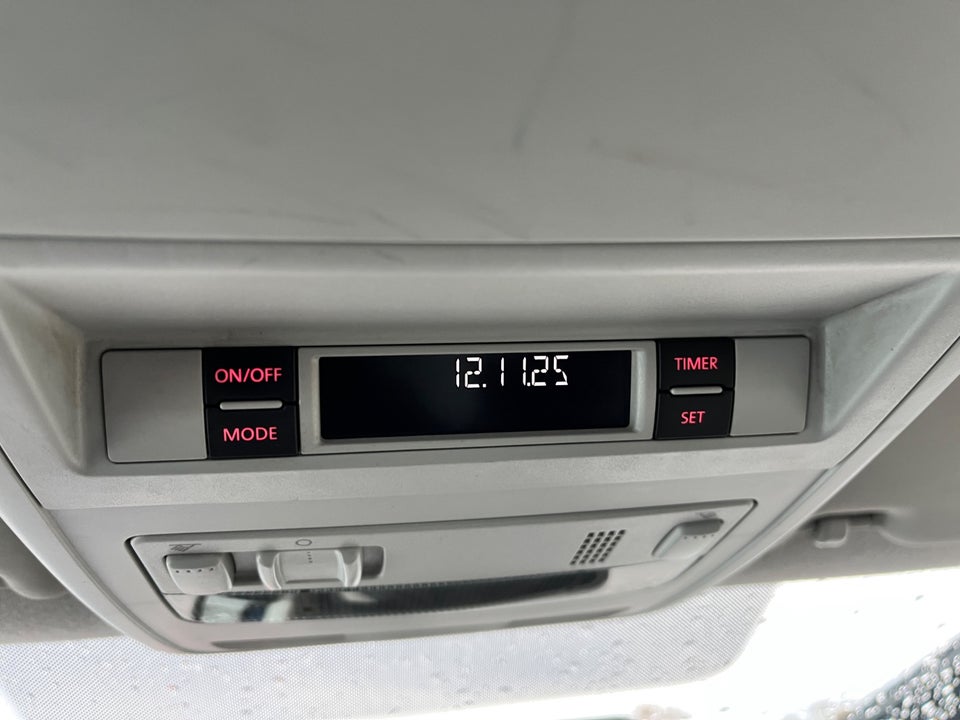 ON/OFF
MODE
12.11.25
TIMER
SET